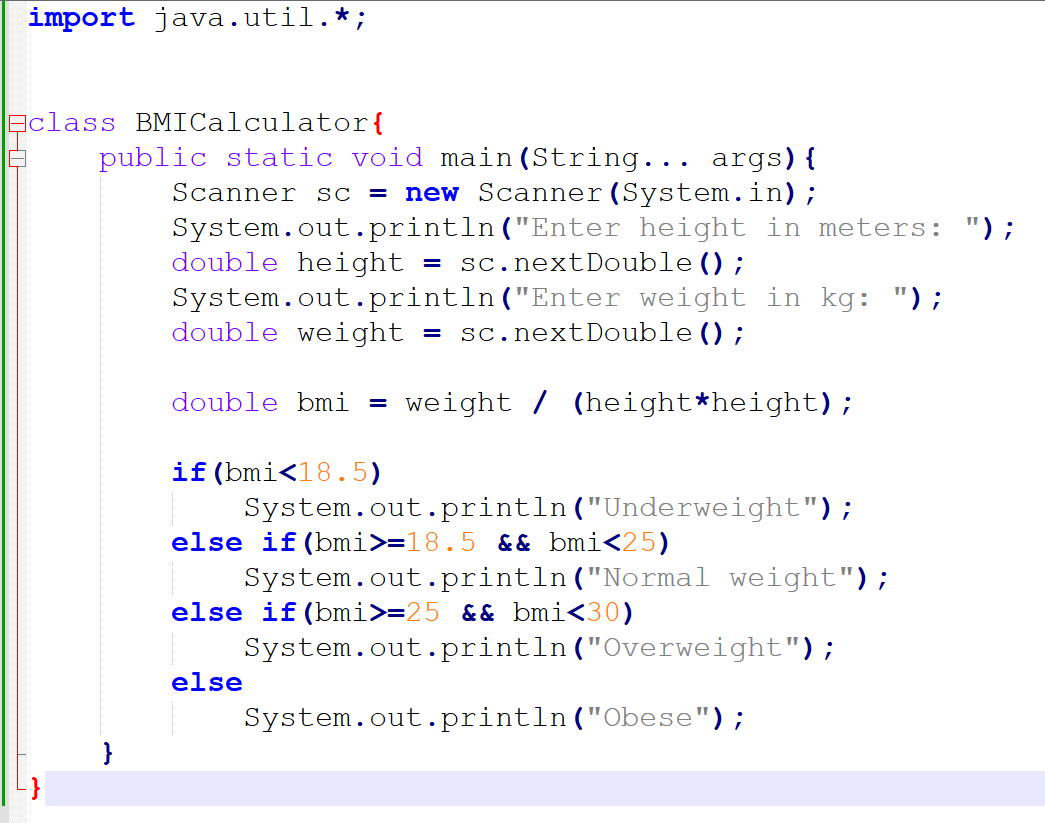 import java.util.*;
class BMICalculator{
public static void main(String... args){
Scanner sc = new Scanner(System.in);
System.out.println("Enter height in meters: ");
double height = sc.nextDouble();
System.out.println("Enter weight in kg: ");
double weight = sc.nextDouble();
double bmi = weight / (height*height);
if(bmi<18.5)
System.out.println("Underweight");
else if(bmi>=18.5 && bmi<25)
System.out.println("Normal weight");
else if(bmi>=25 && bmi<30)
System.out.println("Overweight");
else
System.out.println("Obese");
}
}